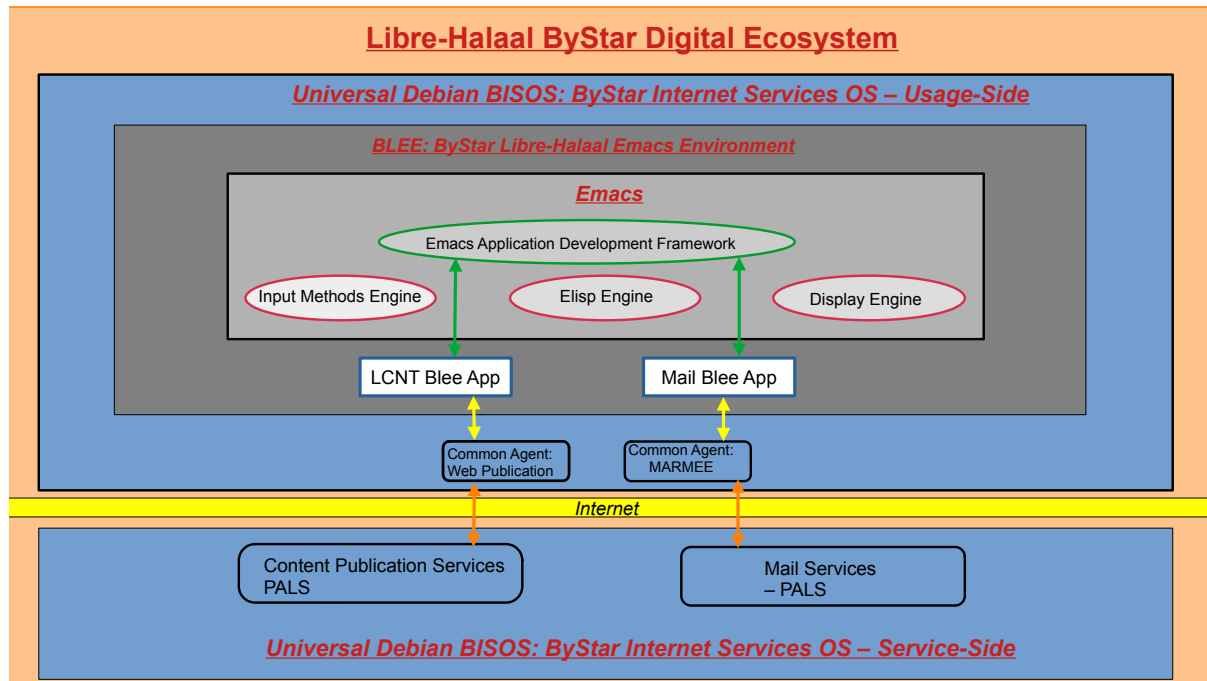 Libre-Halaal ByStar Digital Ecosystem
Universal Debian BISOS: ByStar Internet Services OS – Usage-Side
BLEE: ByStar Libre-Halaal Emacs Environment
Emacs
Emacs Application Development Framework
Input Methods Engine
Elisp Engine
Display Engine
LCNT Blee App
Mail Blee App
Common Agent:
Web Publication
Common Agent:
MARMEE
Internet
Content Publication Services
PALS
Mail Services
– PALS
Universal Debian BISOS: ByStar Internet Services OS – Service-Side